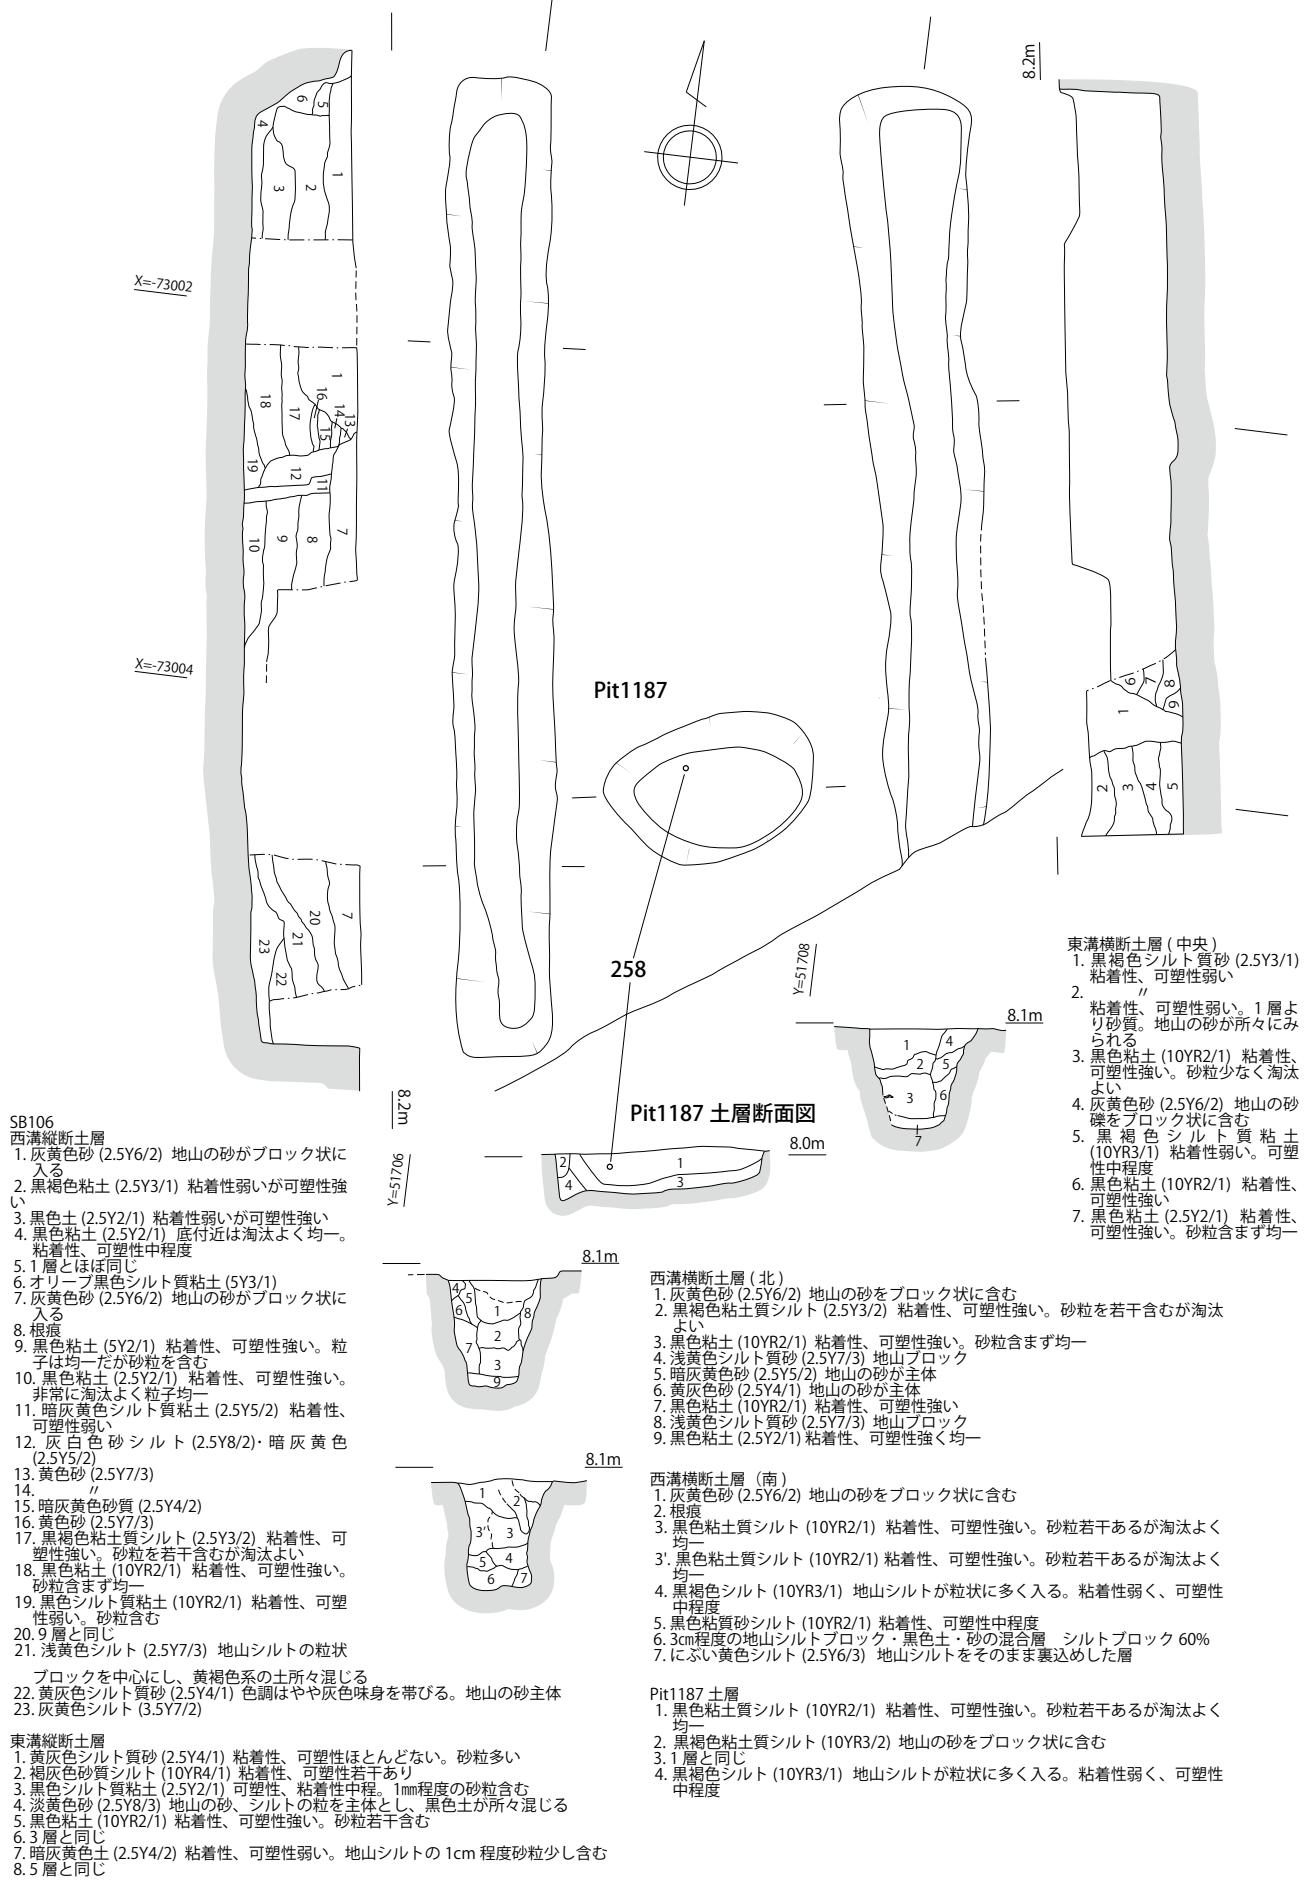 8.2m
6
5
4
3
2
1
X=-73002
1
16
14
13
18
17
15
19
12
11
10
9
8
7
X=-73004
Pit1187
6
7
8
9
1
2
3
4
5
20
7
21
23
22
258
Y=51708
8.1m
1
4
2
5
3
6
7
8.2m
Y=51706
Pit1187 土層断面図
8.0m
2
1
4
3
8.1m
4
5
6
1
8
2
7
3
9
8.1m
1
2
3'
3
5
4
6
7
東溝横断土層 ( 中央 )
1. 黒褐色シルト質砂 (2.5Y3/1)
粘着性、可塑性弱い
2. 〃
粘着性、可塑性弱い。1 層よ
り砂質。地山の砂が所々にみ
られる
3. 黒色粘土 (10YR2/1) 粘着性、
可塑性強い。砂粒少なく淘汰
よい
4. 灰黄色砂 (2.5Y6/2) 地山の砂
礫をブロック状に含む
5. 黒褐色シルト質粘土
(10YR3/1) 粘着性弱い。可塑
性中程度
6. 黒色粘土 (10YR2/1) 粘着性、
可塑性強い
7. 黒色粘土 (2.5Y2/1) 粘着性、
可塑性強い。砂粒含まず均一
SB106
西溝縦断土層
1. 灰黄色砂 (2.5Y6/2) 地山の砂がブロック状に
入る
2. 黒褐色粘土 (2.5Y3/1) 粘着性弱いが可塑性強
い
3. 黒色土 (2.5Y2/1) 粘着性弱いが可塑性強い
4. 黒色粘土 (2.5Y2/1) 底付近は淘汰よく均一。
粘着性、可塑性中程度
5. 1 層とほぼ同じ
6. オリーブ黒色シルト質粘土 (5Y3/1)
7. 灰黄色砂 (2.5Y6/2) 地山の砂がブロック状に
入る
8. 根痕
9. 黒色粘土 (5Y2/1) 粘着性、可塑性強い。粒
子は均一だが砂粒を含む
10. 黒色粘土 (2.5Y2/1) 粘着性、可塑性強い。
非常に淘汰よく粒子均一
11. 暗灰黄色シルト質粘土 (2.5Y5/2) 粘着性、
可塑性弱い
12. 灰白色砂シルト (2.5Y8/2)・暗灰黄色
(2.5Y5/2)
13. 黄色砂 (2.5Y7/3)
14. 〃
15. 暗灰黄色砂質 (2.5Y4/2)
16. 黄色砂 (2.5Y7/3)
17. 黒褐色粘土質シルト (2.5Y3/2) 粘着性、可
塑性強い。砂粒を若干含むが淘汰よい
18. 黒色粘土 (10YR2/1) 粘着性、可塑性強い。
砂粒含まず均一
19. 黒色シルト質粘土 (10YR2/1) 粘着性、可塑
性弱い。砂粒含む
20. 9 層と同じ
21. 浅黄色シルト (2.5Y7/3) 地山シルトの粒状
ブロックを中心にし、黄褐色系の土所々混じる
22. 黄灰色シルト質砂 (2.5Y4/1) 色調はやや灰色味身を帯びる。地山の砂主体
23. 灰黄色シルト (3.5Y7/2)
東溝縦断土層
1. 黄灰色シルト質砂 (2.5Y4/1) 粘着性、可塑性ほとんどない。砂粒多い
2. 褐灰色砂質シルト (10YR4/1) 粘着性、可塑性若干あり
3. 黒色シルト質粘土 (2.5Y2/1) 可塑性、粘着性中程。1㎜程度の砂粒含む
4. 淡黄色砂 (2.5Y8/3) 地山の砂、シルトの粒を主体とし、黒色土が所々混じる
5. 黒色粘土 (10YR2/1) 粘着性、可塑性強い。砂粒若干含む
6. 3 層と同じ
7. 暗灰黄色土 (2.5Y4/2) 粘着性、可塑性弱い。地山シルトの 1cm 程度砂粒少し含む
8. 5 層と同じ
西溝横断土層 ( 北 )
1. 灰黄色砂 (2.5Y6/2) 地山の砂をブロック状に含む
2. 黒褐色粘土質シルト (2.5Y3/2) 粘着性、可塑性強い。砂粒を若干含むが淘汰
よい
3. 黒色粘土 (10YR2/1) 粘着性、可塑性強い。砂粒含まず均一
4. 浅黄色シルト質砂 (2.5Y7/3) 地山ブロック
5. 暗灰黄色砂 (2.5Y5/2) 地山の砂が主体
6. 黄灰色砂 (2.5Y4/1) 地山の砂が主体
7. 黒色粘土 (10YR2/1) 粘着性、可塑性強い
8. 浅黄色シルト質砂 (2.5Y7/3) 地山ブロック
9. 黒色粘土 (2.5Y2/1) 粘着性、可塑性強く均一
西溝横断土層（南 )
1. 灰黄色砂 (2.5Y6/2) 地山の砂をブロック状に含む
2. 根痕
3. 黒色粘土質シルト (10YR2/1) 粘着性、可塑性強い。砂粒若干あるが淘汰よく
均一
3'. 黒色粘土質シルト (10YR2/1) 粘着性、可塑性強い。砂粒若干あるが淘汰よく
均一
4. 黒褐色シルト (10YR3/1) 地山シルトが粒状に多く入る。粘着性弱く、可塑性
中程度
5. 黒色粘質砂シルト (10YR2/1) 粘着性、可塑性中程度
6. 3㎝程度の地山シルトブロック・黒色土・砂の混合層　シルトブロック 60%
7. にぶい黄色シルト (2.5Y6/3) 地山シルトをそのまま裏込めした層
Pit1187 土層
1. 黒色粘土質シルト (10YR2/1) 粘着性、可塑性強い。砂粒若干あるが淘汰よく
均一
2. 黒褐色粘土質シルト (10YR3/2) 地山の砂をブロック状に含む
3. 1 層と同じ
4. 黒褐色シルト (10YR3/1) 地山シルトが粒状に多く入る。粘着性弱く、可塑性
中程度